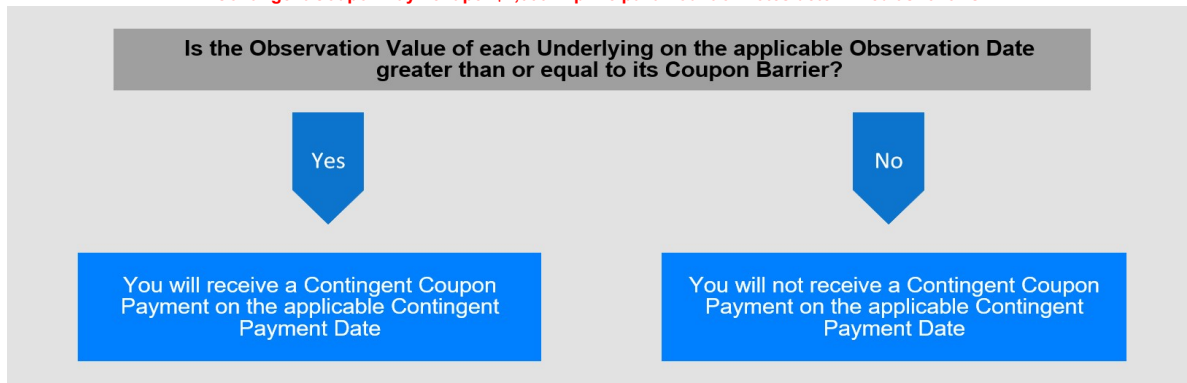 Is the Observation Value of each Underlying on the applicable Observation Date
greater than or equal to its Coupon Barrier?
Yes
No
You will receive a Contingent Coupon
Payment on the applicable Contingent
Payment Date
You will not receive a Contingent Coupon
Payment on the applicable Contingent
Payment Date